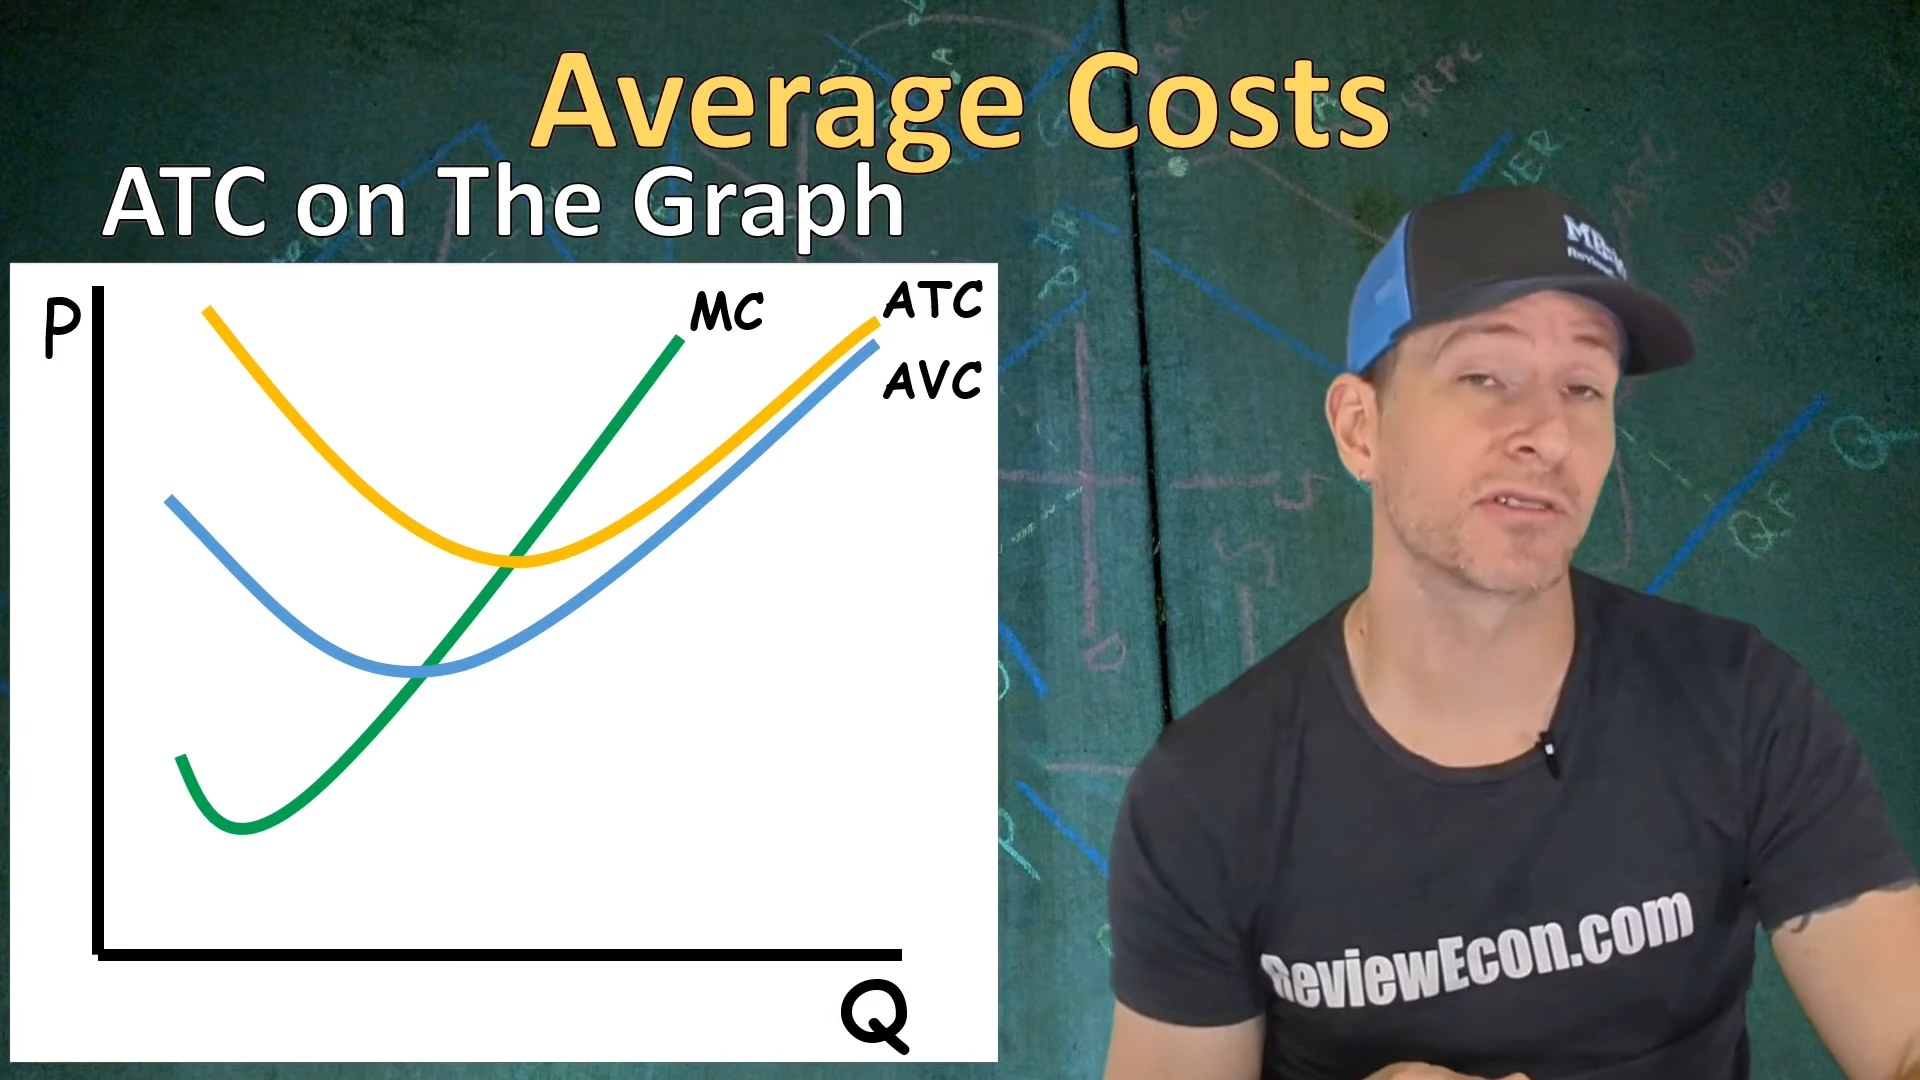 Average Costs
ATC on The Graph
P
MC
ATC
AVC
Q
ReviewEcon.com